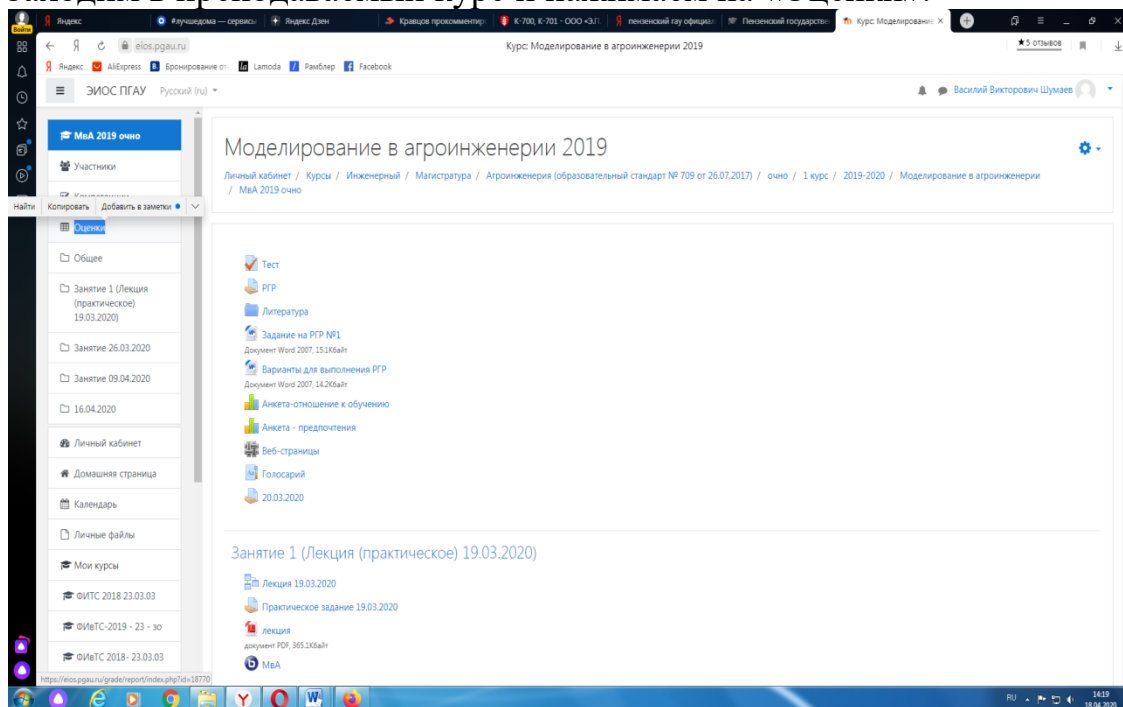 Заходим в преподаваемый курс и нажимаем на «Оценки».
Войти
Яндекс
#лучшедома — сервисы
Яндекс Дзен
Кравцов прокомментир
К-700, К-701 - ООО «З.П.
пензенский гау официал
Пензенский государстве
Курс: Моделирование
eios.pgau.ru
Курс: Моделирование в агроинженерии 2019
★5 отзывов
Яндекс
AliExpress
Бронирование от
Lamoda
Рамблер
Facebook
ЭИОС ПГАУ
Русский (ru)
Василий Викторович Шумаев
МвА 2019 очно
Участники
Компетенции
Найти Копировать Добавить в заметки
Оценки
Общее
Занятие 1 (Лекция
(практическое)
19.03.2020)
Занятие 26.03.2020
Занятие 09.04.2020
16.04.2020
Личный кабинет
Домашняя страница
Календарь
Личные файлы
Мои курсы
ФИТС 2018 23.03.03
ФИвТС-2019 - 23 - зо
ФИвТС 2018- 23.03.03
https://eios.pgau.ru/grade/report/index.php?id=18770
Моделирование в агроинженерии 2019
Личный кабинет / Курсы / Инженерный / Магистратура / Агроинженерия (образовательный стандарт № 709 от 26.07.2017) / очно / 1 курс / 2019-2020 / Моделирование в агроинженерии
/ МвА 2019 очно
Тест
РГР
Литература
Задание на РГР №1
Документ Word 2007, 15.1Кбайт
Варианты для выполнения РГР
Документ Word 2007, 14.2Кбайт
Анкета-отношение к обучению
Анкета - предпочтения
Веб-страницы
Голосарий
20.03.2020
Занятие 1 (Лекция (практическое) 19.03.2020)
Лекция 19.03.2020
Практическое задание 19.03.2020
лекция
документ PDF, 365.1Кбайт
МвА
RU
14:19
18.04.2020